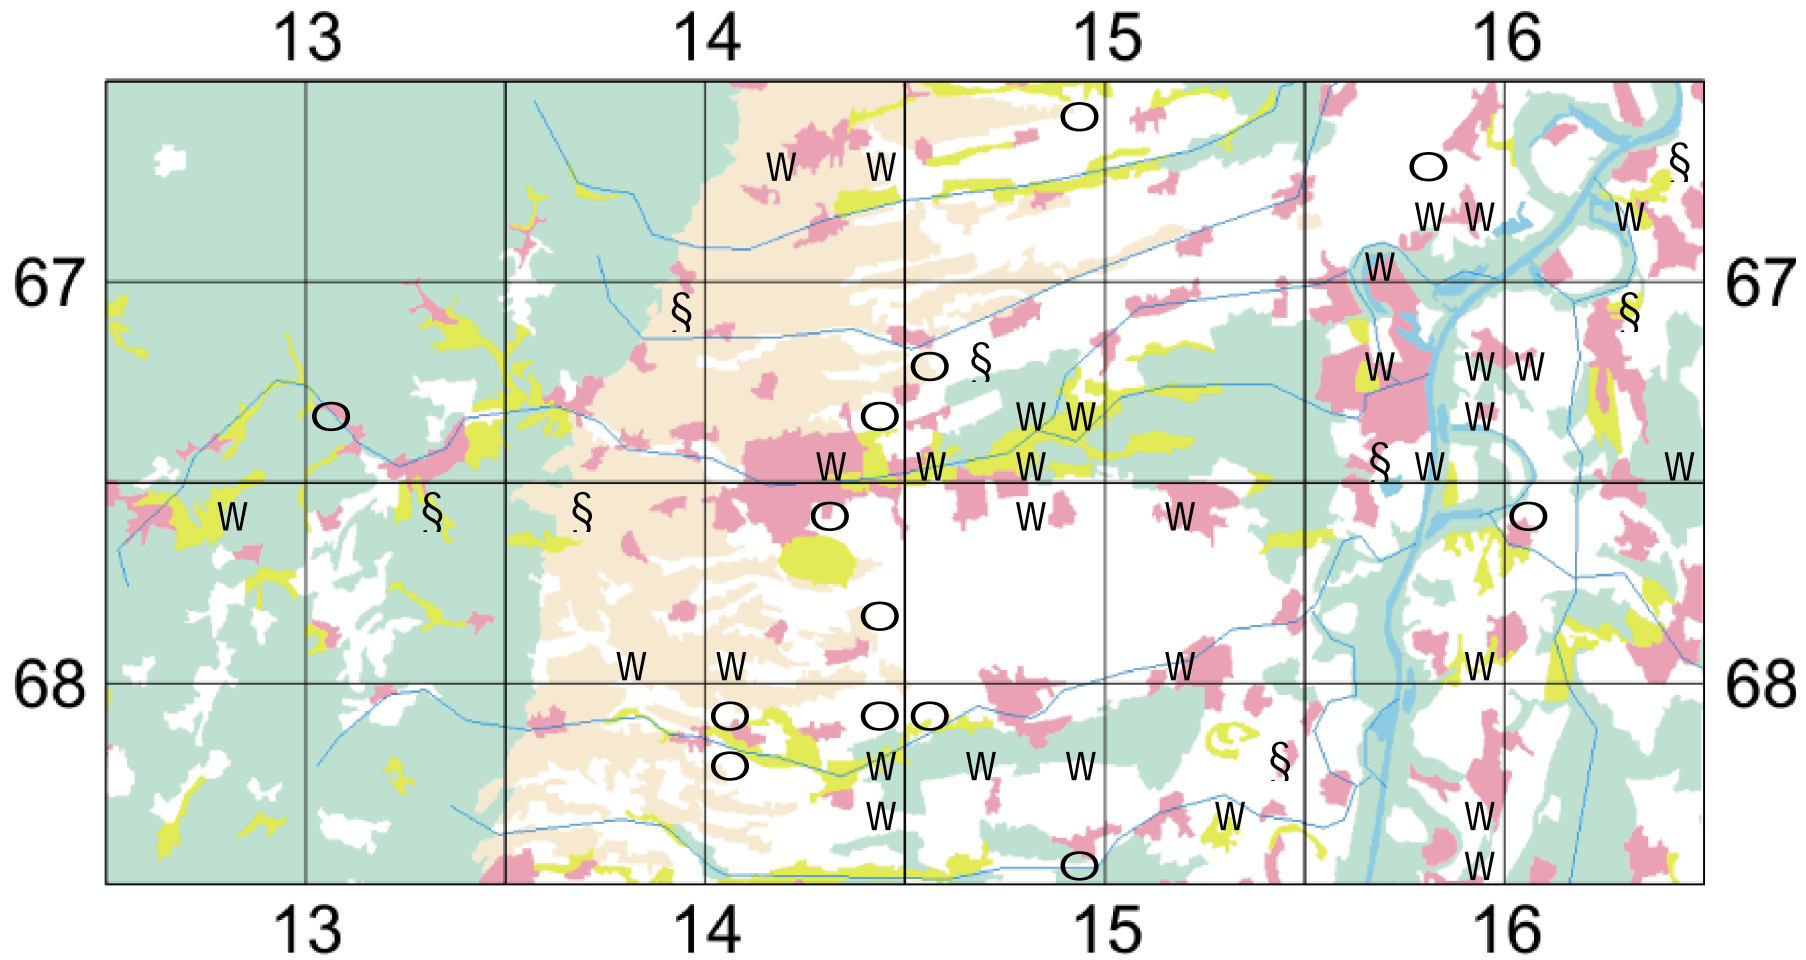 13 14 15 16
O
W W O §
W W W
67 W 67
§ §
O § W W W
O O W W W
W W W § W W
W § § O W W O
O
W W W W
68 68
O O O
O W W W §
W W W
O W
13 14 15 16